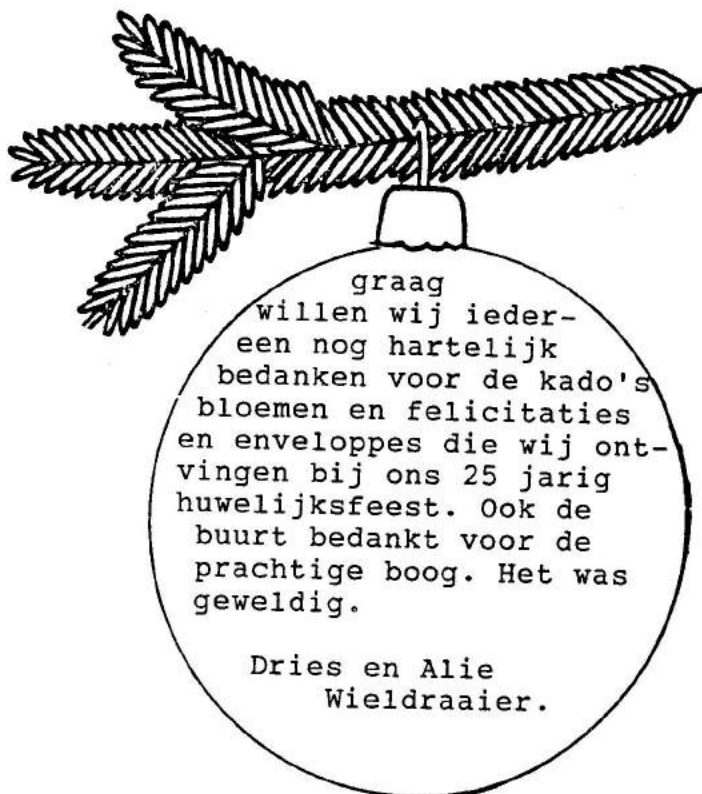 graag
willen wij ieder-
een nog hartelijk
bedanken voor de kado's
bloemen en felicitaties
en enveloppes die wij ont-
vingen bij ons 25 jarig
huwelijksfeest. Ook de
buurt bedankt voor de
prachtige boog. Het was
geweldig.
Dries en Alie
Wieldraaier.